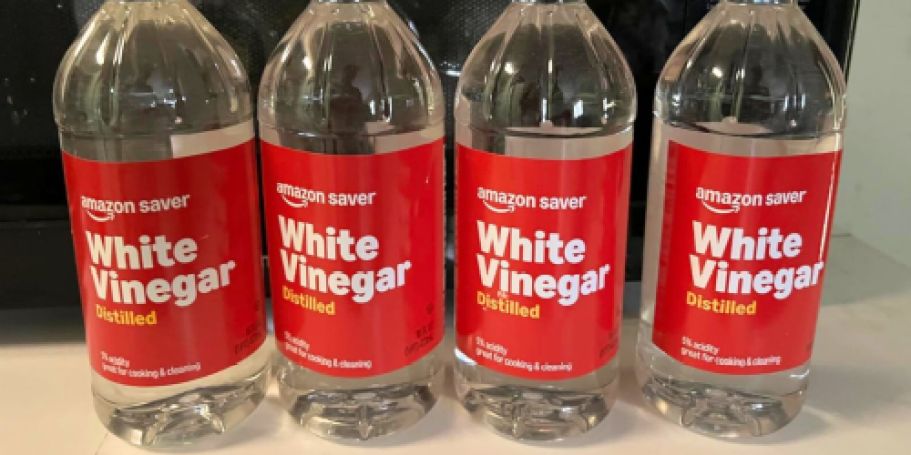 amazon saver
White
Vinegar
Distilled
5% acidity
great for cooking & cleaning
amazon saver
White
Vinegar
Distilled
5% acidity
great for cooking & cleaning
amazon saver
White
Vinegar
Distilled
5% acidity
great for cooking & cleaning
amazon saver
White
Vinegar
Distilled
5% acidity
great for cooking & cleaning